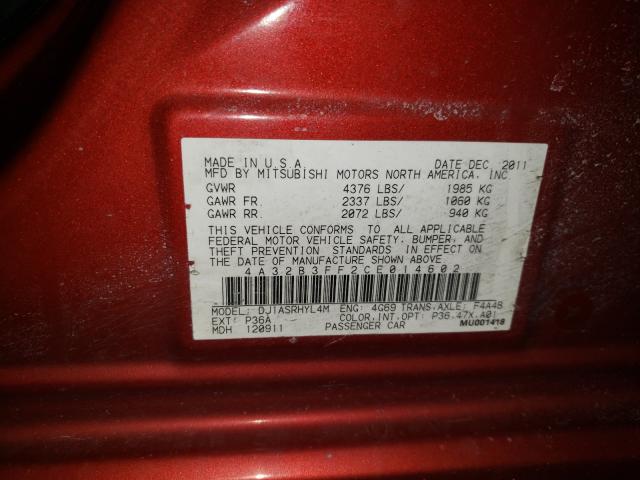 MADE IN U.S.A. DATE DEC. 2011
MFD BY MITSUBISHI MOTORS NORTH AMERICA, INC
GVWR 4376 LBS/ 1985 KG
GAWR FR. 2337 LBS/ 1060 KG
GAWR RR. 2072 LBS/ 940 KG
THIS VEHICLE CONFORMS TO ALL APPLICABLE
FEDERAL MOTOR VEHICLE SAFETY, BUMPER, AND
THEFT PREVENTION STANDARDS IN EFFECT ON
THE DATE OF MANUFACTURE SHOWN ABOVE
4A32B3FF2CE014602
MODEL: DJ1ASRHYL4M ENG: 4G69 TRANS.AXLE: F4A4B
EXT: P36A COLOR,INT,OPT: P36.47X.A01
MDH 120911 PASSENGER CAR MU001418